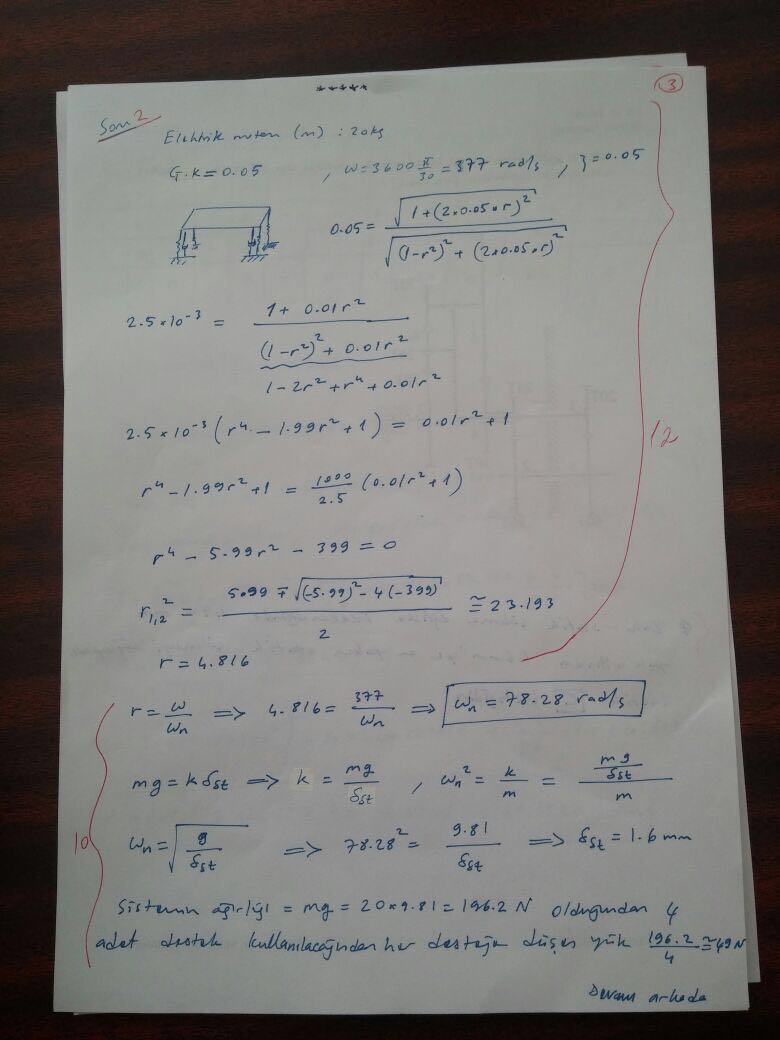 *****
3
Soru 2
Elektrik motoru (m) : 20kg
G.K = 0.05 , ω = 3600 π/30 = 377 rad/s , ξ = 0.05
0.05 = √(1+(2×0.05×r)²) / √((1-r²)² + (2×0.05×r)²)
2.5×10⁻³ = (1 + 0.01r²) / ((1-r²)² + 0.01r²)
1-2r²+r⁴+0.01r²
2.5×10⁻³ (r⁴ - 1.99r² + 1) = 0.01r² + 1
12
r⁴ - 1.99r² + 1 = 1000/2.5 (0.01r² + 1)
r⁴ - 5.99r² - 399 = 0
r₁,₂² = (5.99 ∓ √((-5.99)² - 4(-399))) / 2 ≅ 23.193
r = 4.816
r = ω/ωn => 4.816 = 377/ωn => ωn = 78.28 rad/s
mg = kδst => k = mg/δst , ωn² = k/m = (mg/δst)/m
10
ωn = √(g/δst) => 78.28² = 9.81/δst => δst = 1.6 mm
Sistemin ağırlığı = mg = 20×9.81 = 196.2 N olduğundan 4
adet destek kullanılacağından her desteğe düşen yük 196.2/4 ≅ 49 N
Devamı arkada